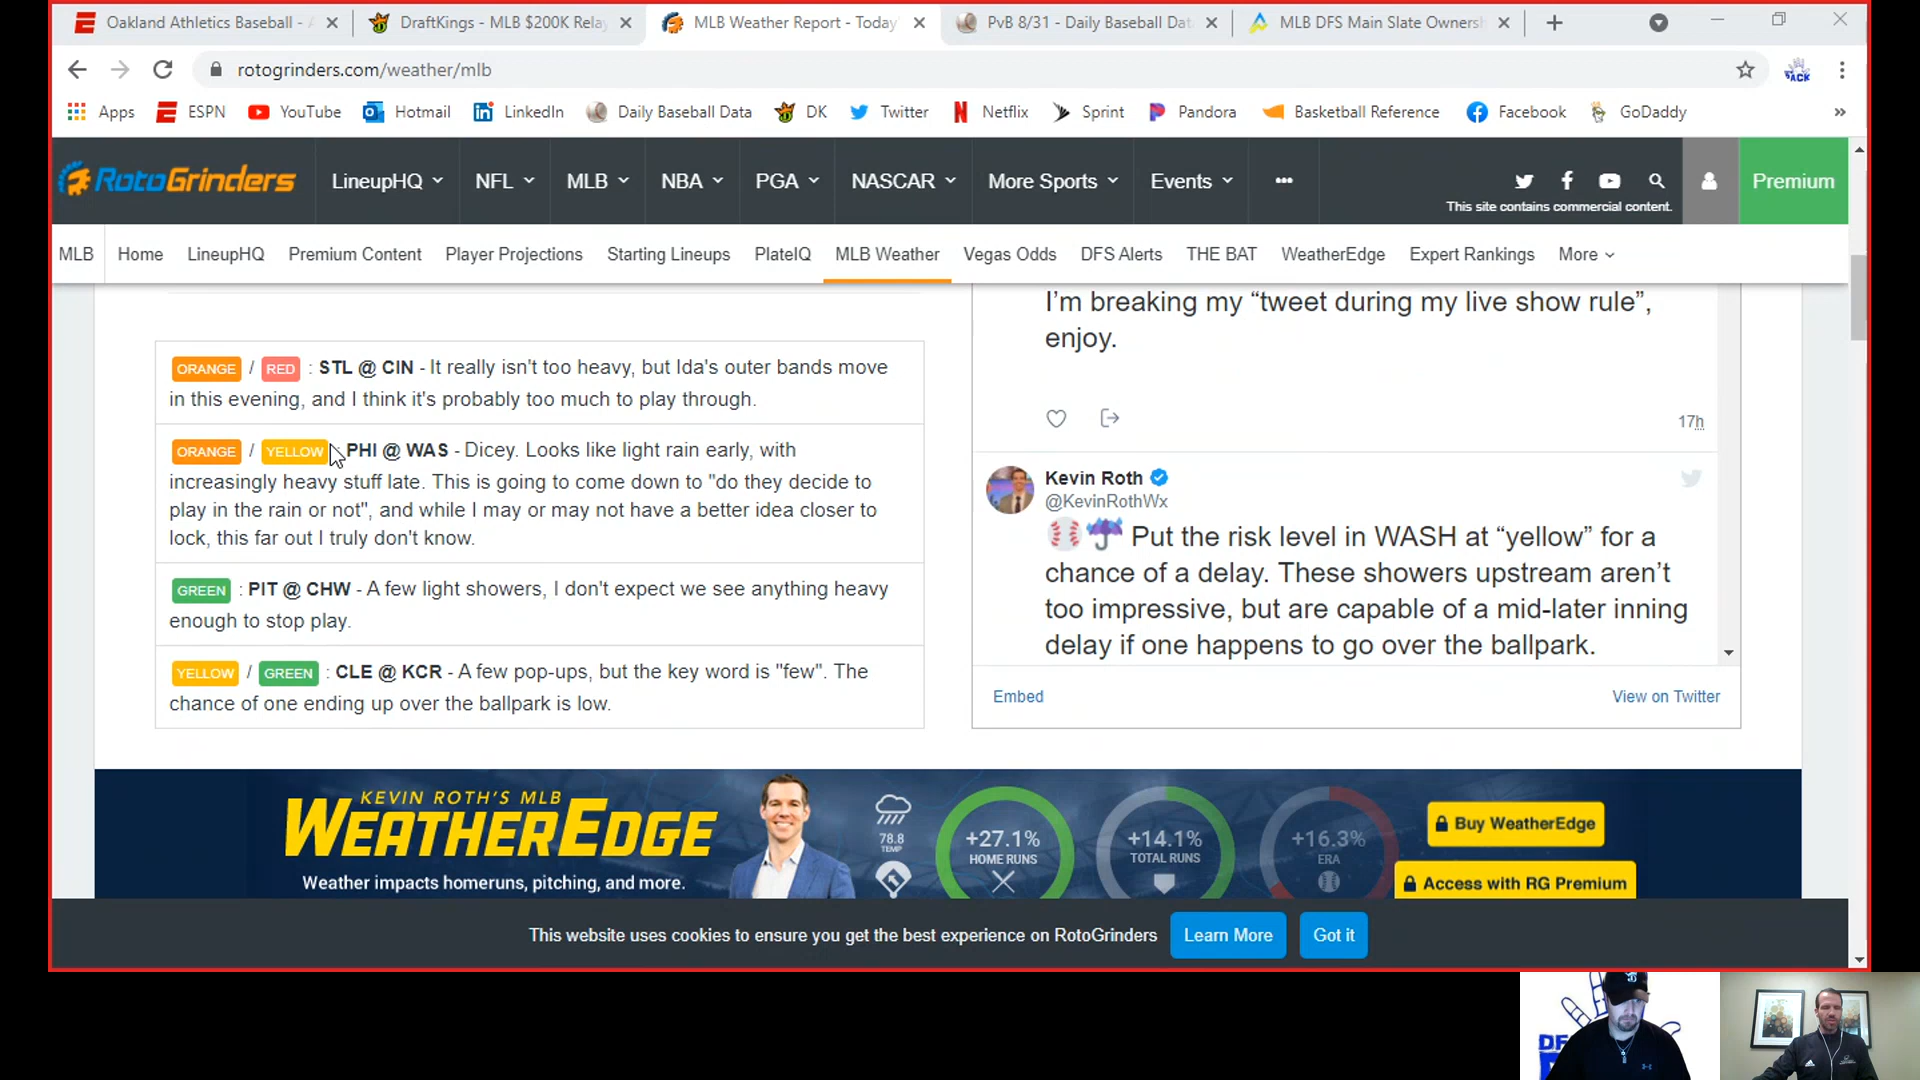 Oakland Athletics Baseball -
DraftKings - MLB $200K Relay
MLB Weather Report - Today'
PvB 8/31 - Daily Baseball Dat
MLB DFS Main Slate Ownersh
rotogrinders.com/weather/mlb
Apps
ESPN
YouTube
Hotmail
LinkedIn
Daily Baseball Data
DK
Twitter
Netflix
Sprint
Pandora
Basketball Reference
Facebook
GoDaddy
»
RotoGrinders
LineupHQ
NFL
MLB
NBA
PGA
NASCAR
More Sports
Events
This site contains commercial content.
Premium
MLB
Home
LineupHQ
Premium Content
Player Projections
Starting Lineups
PlateIQ
MLB Weather
Vegas Odds
DFS Alerts
THE BAT
WeatherEdge
Expert Rankings
More
ORANGE / RED : STL @ CIN - It really isn't too heavy, but Ida's outer bands move
in this evening, and I think it's probably too much to play through.
ORANGE / YELLOW : PHI @ WAS - Dicey. Looks like light rain early, with
increasingly heavy stuff late. This is going to come down to "do they decide to
play in the rain or not", and while I may or may not have a better idea closer to
lock, this far out I truly don't know.
GREEN : PIT @ CHW - A few light showers, I don't expect we see anything heavy
enough to stop play.
YELLOW / GREEN : CLE @ KCR - A few pop-ups, but the key word is "few". The
chance of one ending up over the ballpark is low.
I'm breaking my “tweet during my live show rule”,
enjoy.
17h
Kevin Roth
@KevinRothWx
Put the risk level in WASH at “yellow” for a
chance of a delay. These showers upstream aren't
too impressive, but are capable of a mid-later inning
delay if one happens to go over the ballpark.
Embed
View on Twitter
KEVIN ROTH'S MLB
WEATHEREDGE
Weather impacts homeruns, pitching, and more.
78.8
TEMP
+27.1%
HOME RUNS
+14.1%
TOTAL RUNS
+16.3%
ERA
Buy WeatherEdge
Access with RG Premium
This website uses cookies to ensure you get the best experience on RotoGrinders
Learn More
Got it